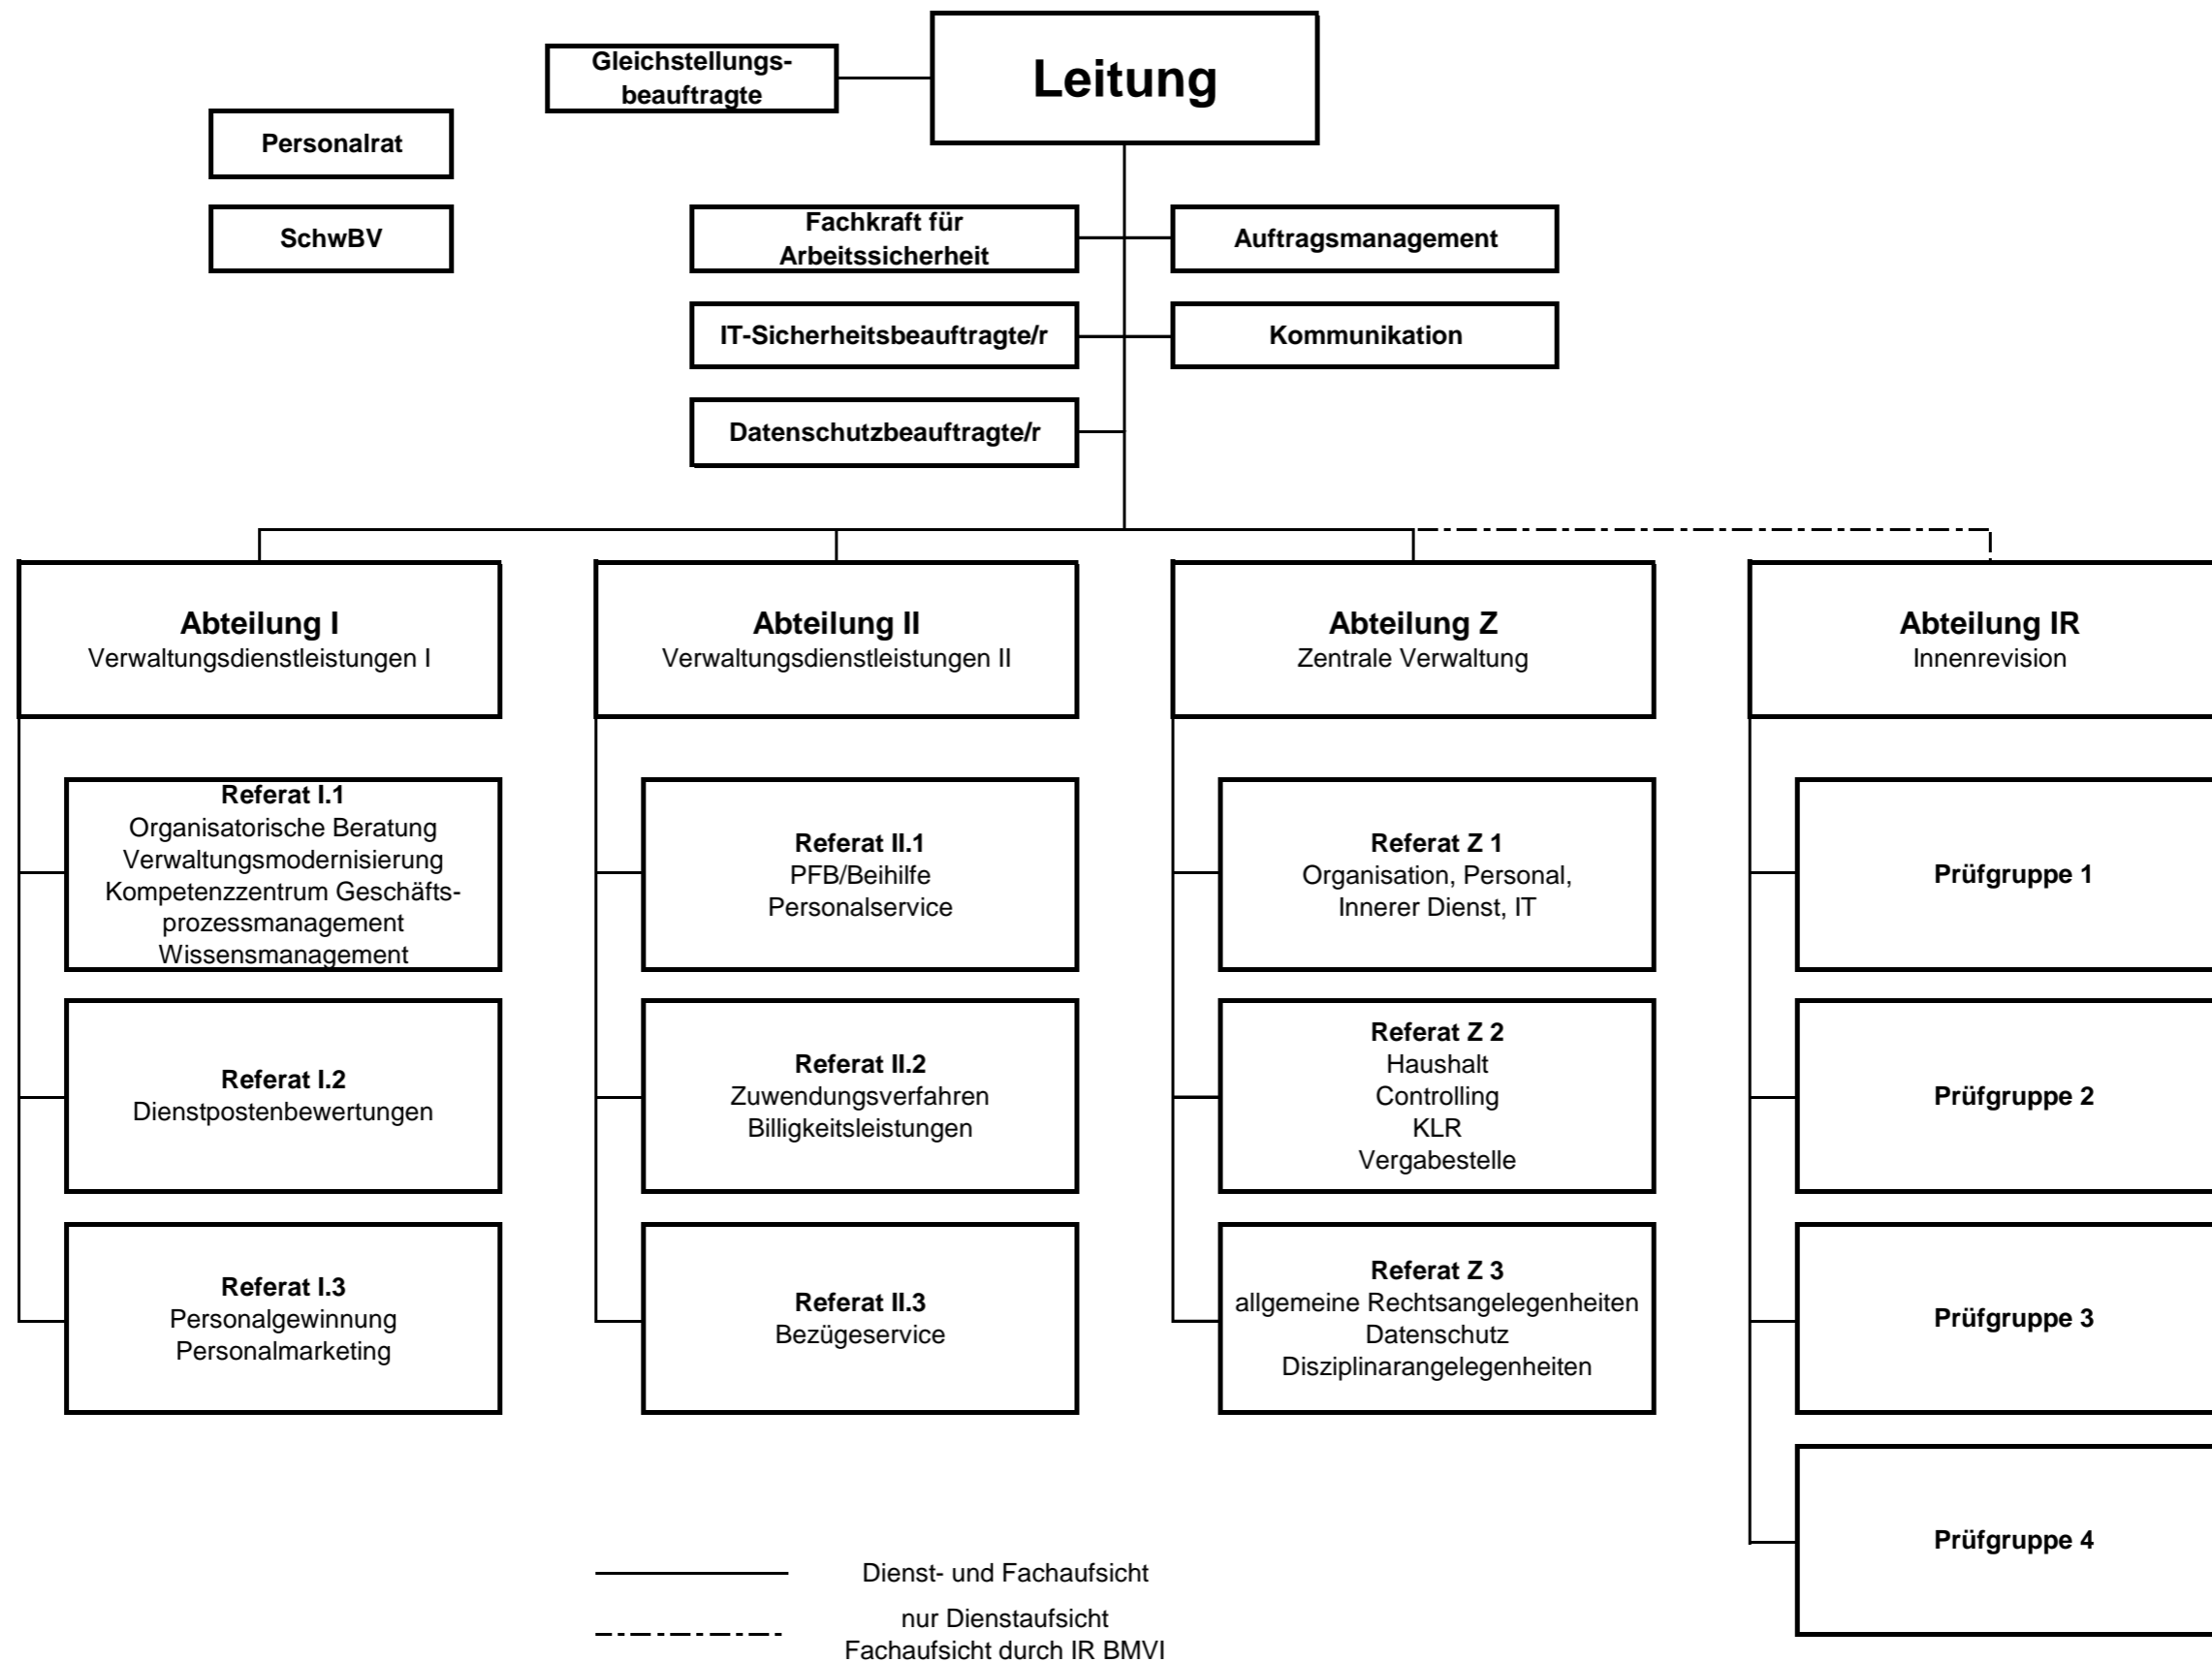 Leitung
Gleichstellungs-
beauftragte
Personalrat
SchwBV
Fachkraft für
Arbeitssicherheit
Auftragsmanagement
IT-Sicherheitsbeauftragte/r
Kommunikation
Datenschutzbeauftragte/r
Abteilung I
Verwaltungsdienstleistungen I
Abteilung II
Verwaltungsdienstleistungen II
Abteilung Z
Zentrale Verwaltung
Abteilung IR
Innenrevision
Referat I.1
Organisatorische Beratung
Verwaltungsmodernisierung
Kompetenzzentrum Geschäfts-
prozessmanagement
Wissensmanagement
Referat II.1
PFB/Beihilfe
Personalservice
Referat Z 1
Organisation, Personal,
Innerer Dienst, IT
Prüfgruppe 1
Referat I.2
Dienstpostenbewertungen
Referat II.2
Zuwendungsverfahren
Billigkeitsleistungen
Referat Z 2
Haushalt
Controlling
KLR
Vergabestelle
Prüfgruppe 2
Referat I.3
Personalgewinnung
Personalmarketing
Referat II.3
Bezügeservice
Referat Z 3
allgemeine Rechtsangelegenheiten
Datenschutz
Disziplinarangelegenheiten
Prüfgruppe 3
Prüfgruppe 4
Dienst- und Fachaufsicht
nur Dienstaufsicht
Fachaufsicht durch IR BMVI